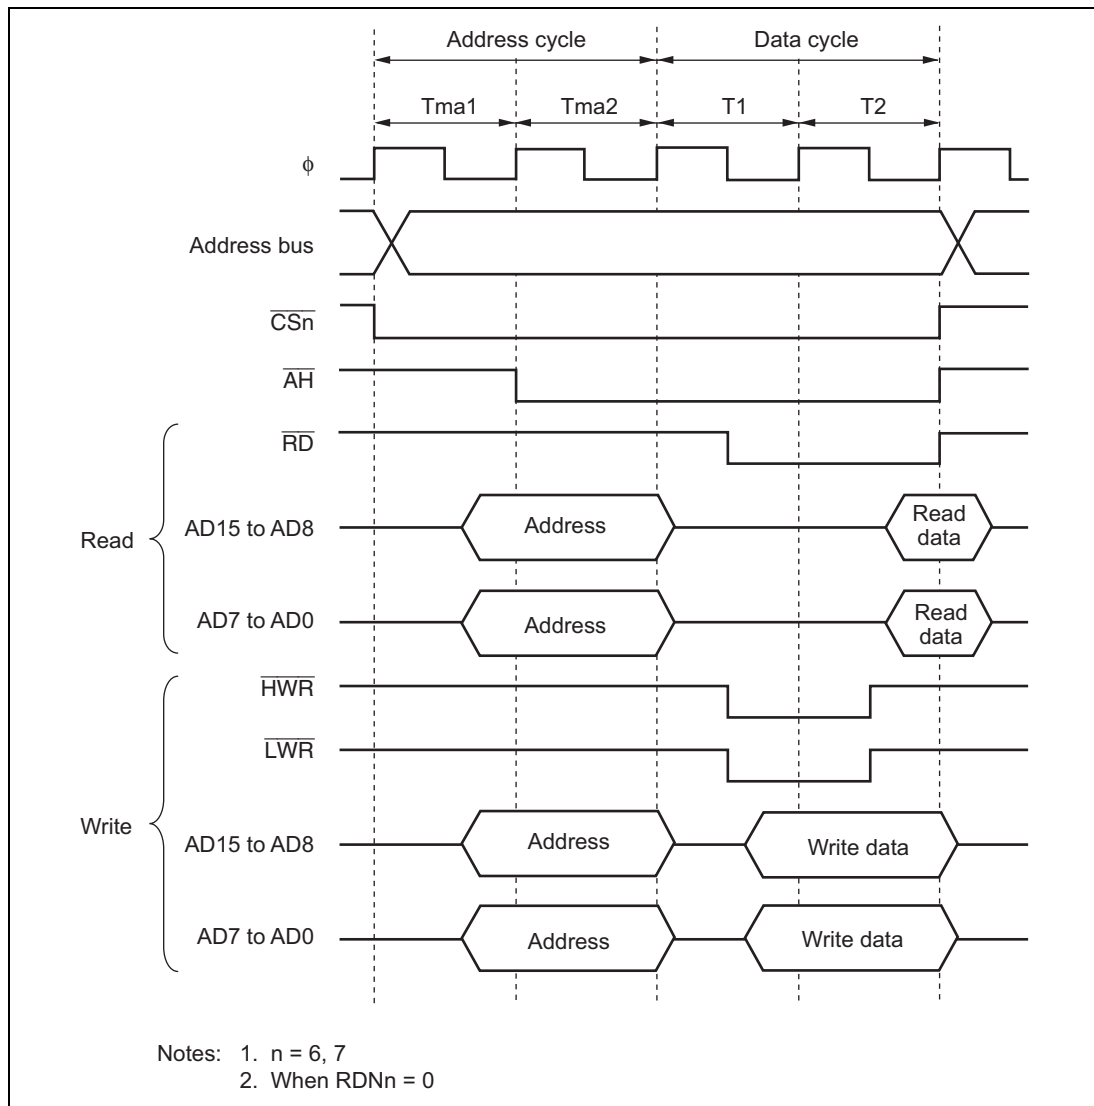 Address cycle Data cycle
Tma1 Tma2 T1 T2
ϕ
Address bus
CSn
AH
RD
Read
AD15 to AD8 Address Read data
AD7 to AD0 Address Read data
HWR
LWR
Write
AD15 to AD8 Address Write data
AD7 to AD0 Address Write data
Notes: 1. n = 6, 7
2. When RDNn = 0